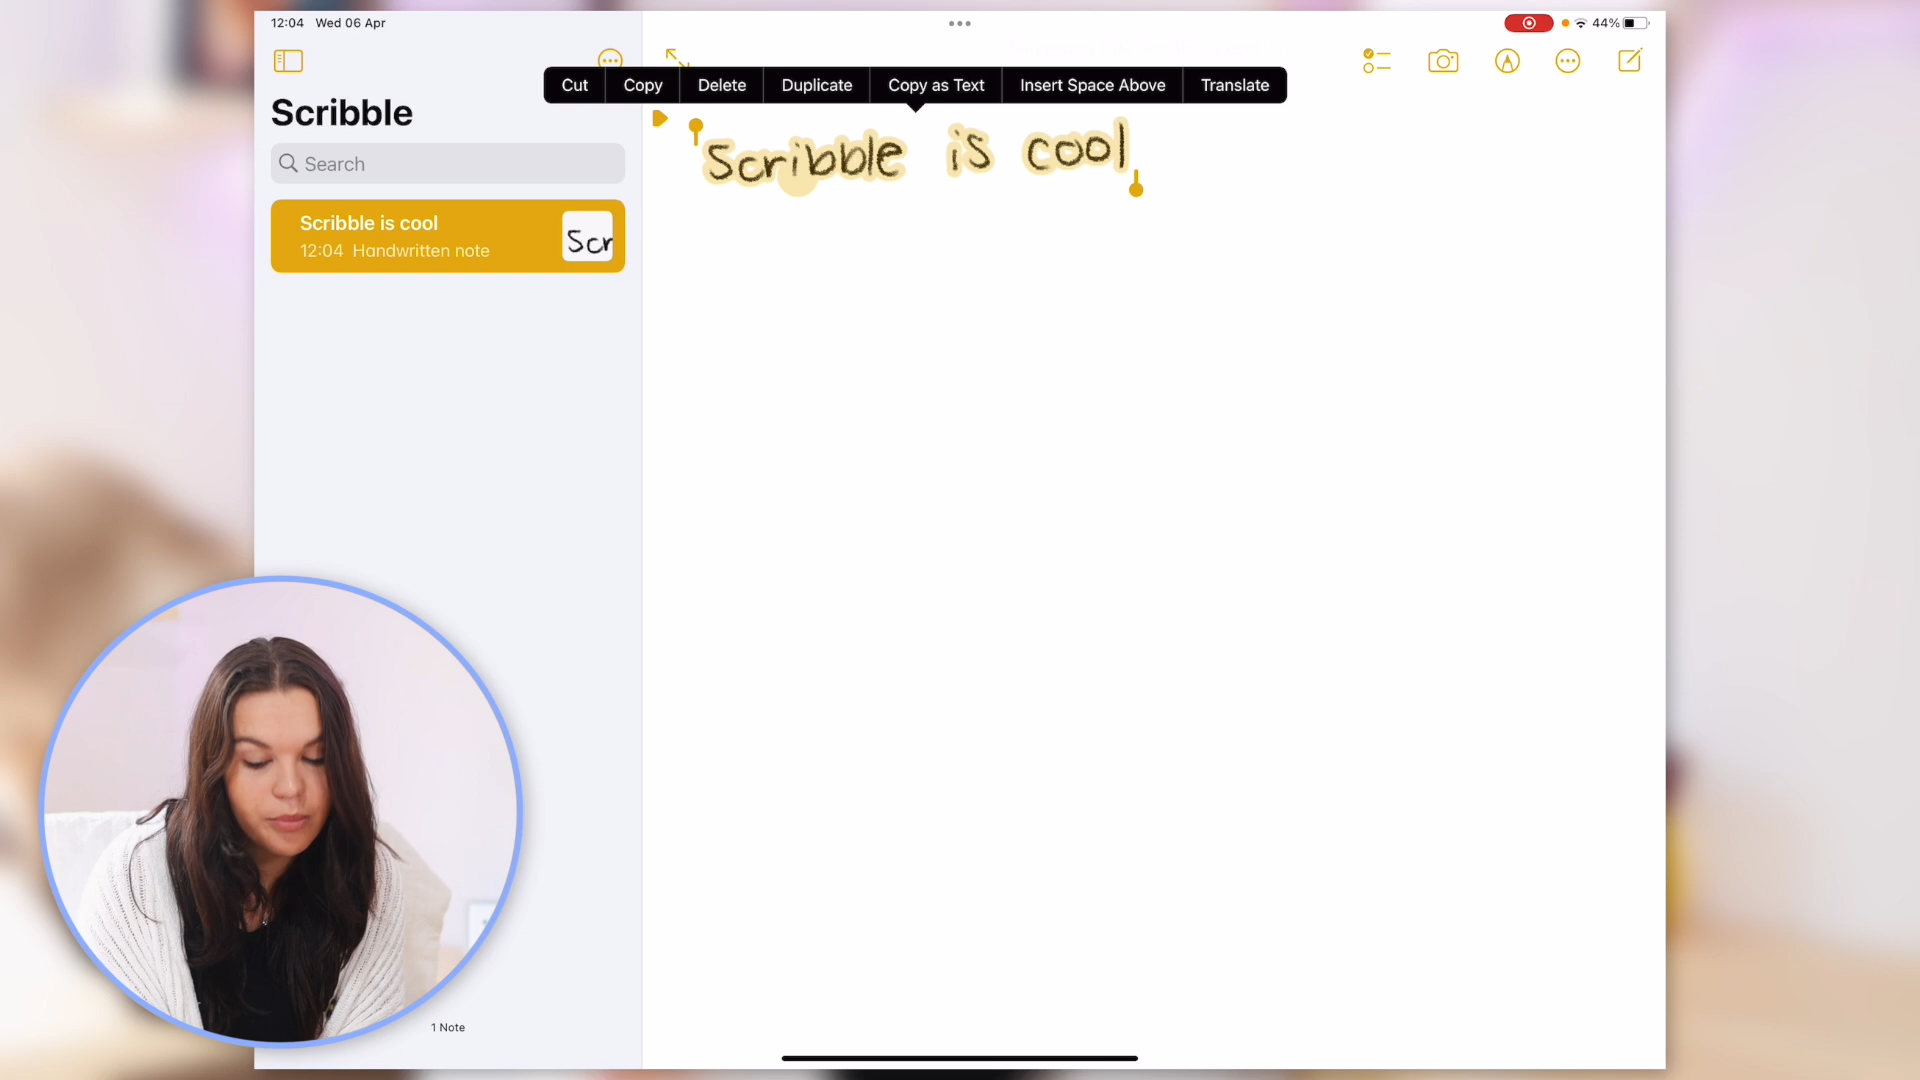 12:04 Wed 06 Apr
44%
Cut Copy Delete Duplicate Copy as Text Insert Space Above Translate
Scribble
Search
Scribble is cool
12:04 Handwritten note
Scr
Scribble is cool
1 Note